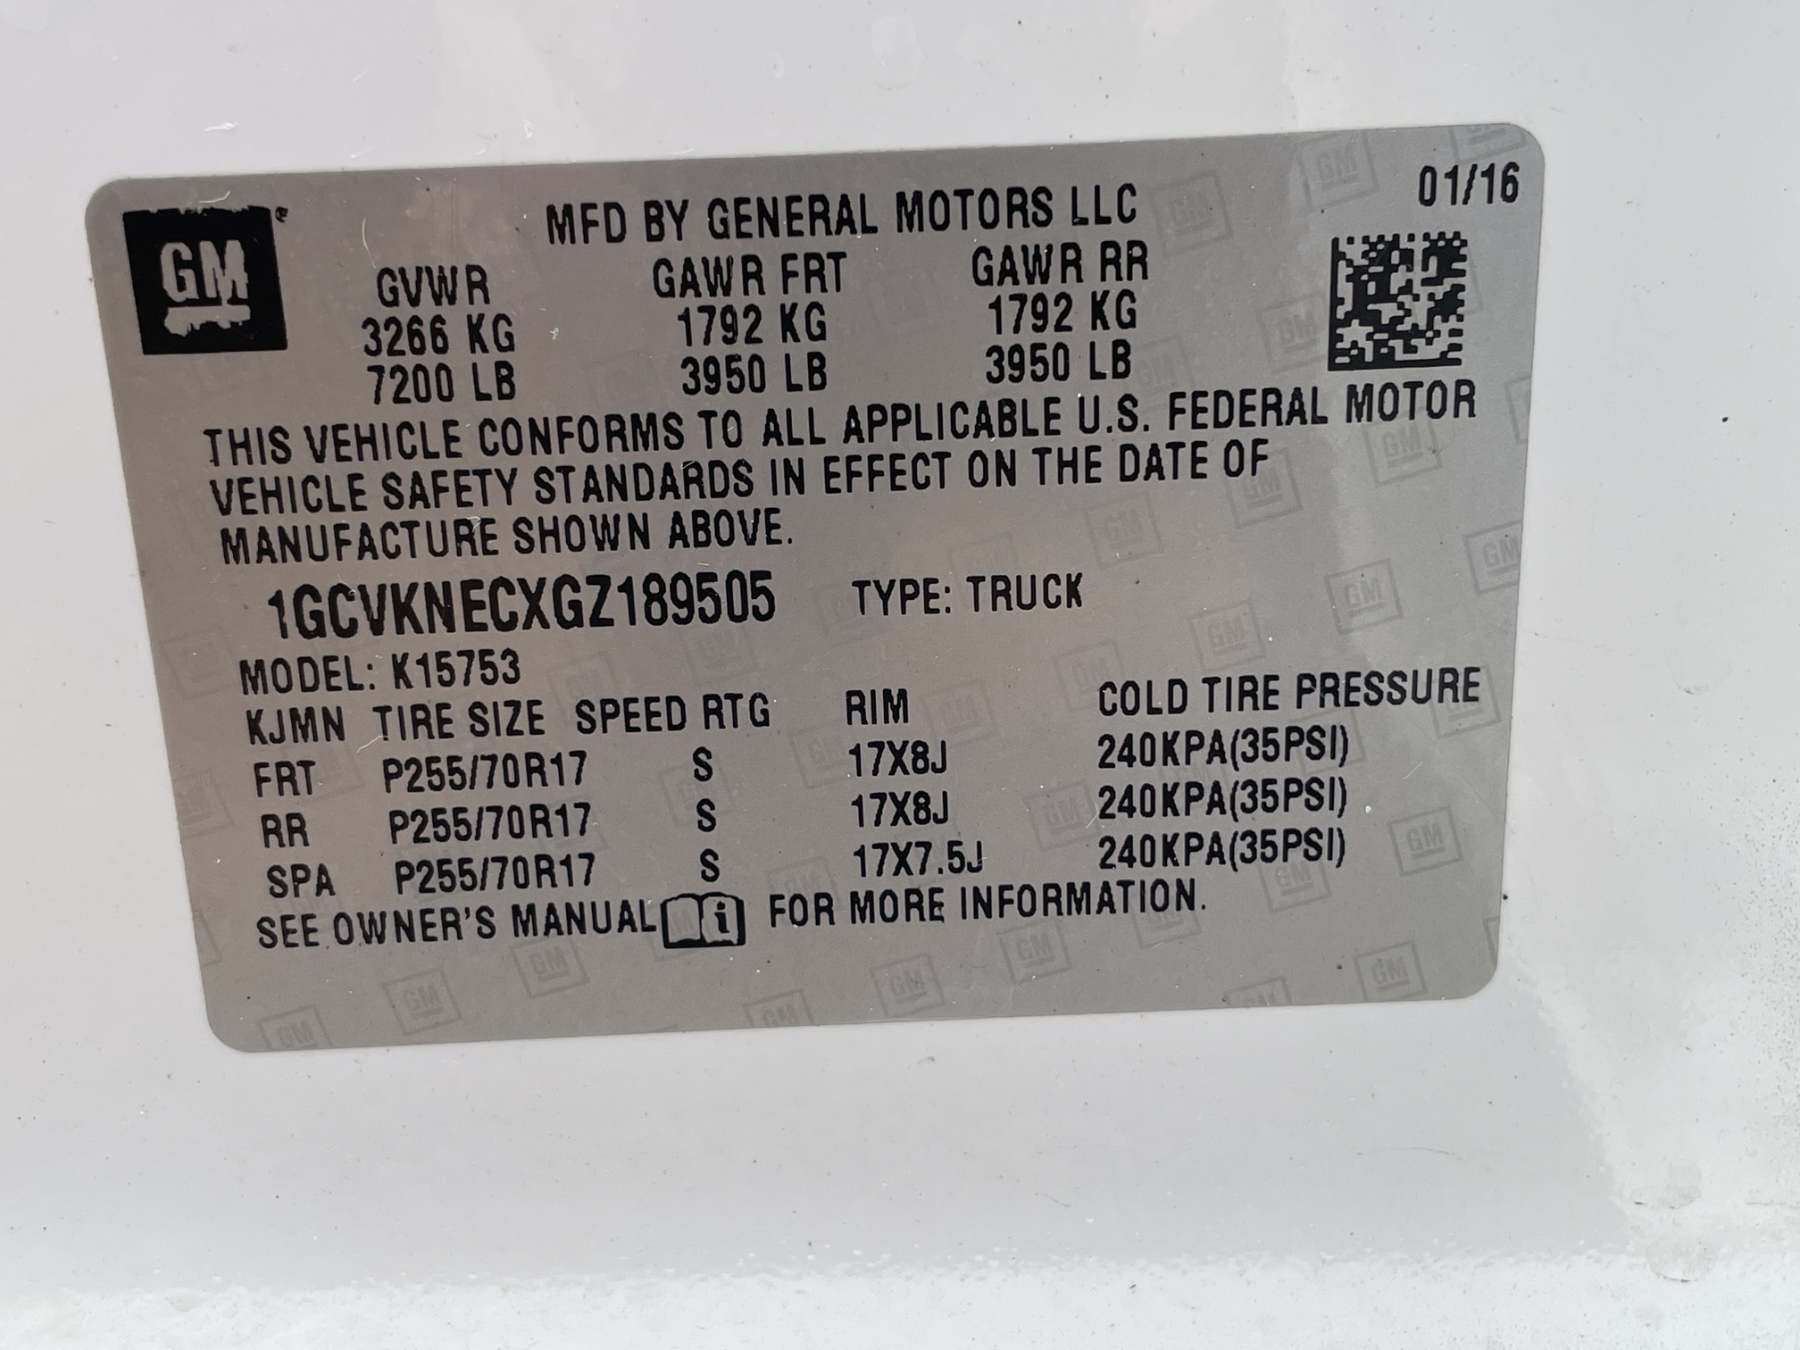 01/16
GM
MFD BY GENERAL MOTORS LLC
GVWR GAWR FRT GAWR RR
3266 KG 1792 KG 1792 KG
7200 LB 3950 LB 3950 LB
THIS VEHICLE CONFORMS TO ALL APPLICABLE U.S. FEDERAL MOTOR
VEHICLE SAFETY STANDARDS IN EFFECT ON THE DATE OF
MANUFACTURE SHOWN ABOVE.
1GCVKNECXGZ189505 TYPE: TRUCK
MODEL: K15753
KJMN TIRE SIZE SPEED RTG RIM COLD TIRE PRESSURE
FRT P255/70R17 S 17X8J 240KPA(35PSI)
RR P255/70R17 S 17X8J 240KPA(35PSI)
SPA P255/70R17 S 17X7.5J 240KPA(35PSI)
SEE OWNER'S MANUAL i FOR MORE INFORMATION.